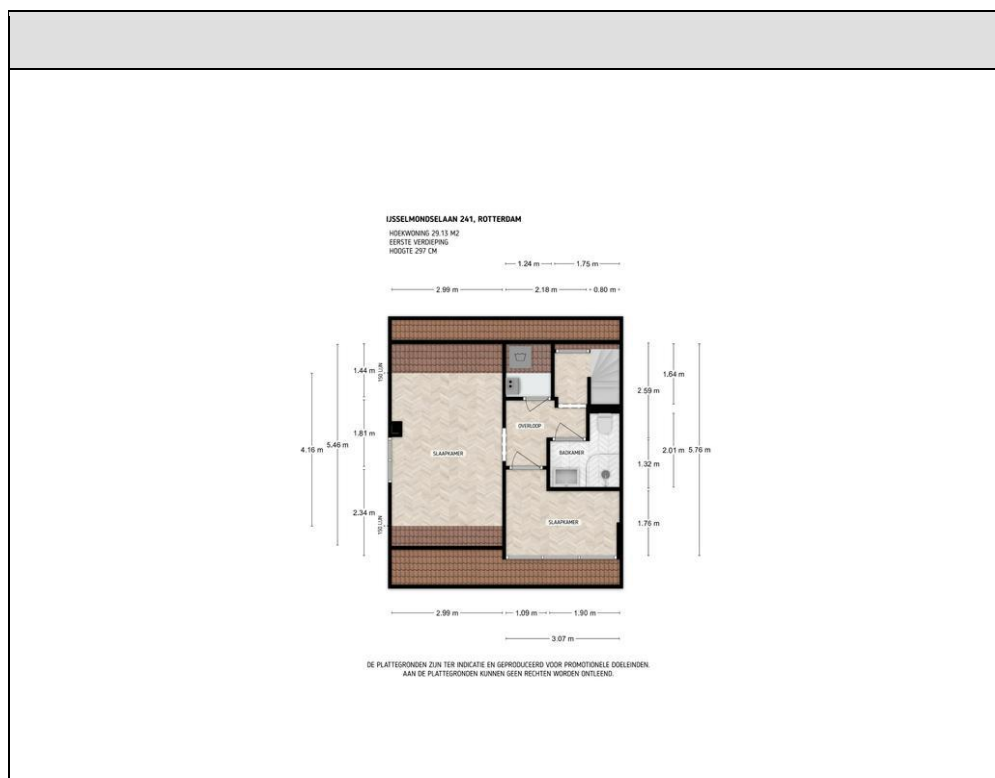 IJSSELMONDSELAAN 241, ROTTERDAM
HOEKWONING 29.13 M2
EERSTE VERDIEPING
HOOGTE 297 CM
1.24 m
1.75 m
2.99 m
2.18 m
0.80 m
1.44 m
150 LIJN
1.64 m
2.59 m
1.81 m
4.16 m
5.46 m
OVERLOOP
SLAAPKAMER
BADKAMER
2.01 m
5.76 m
1.32 m
2.34 m
150 LIJN
SLAAPKAMER
1.75 m
2.99 m
1.09 m
1.90 m
3.07 m
DE PLATTEGRONDEN ZIJN TER INDICATIE EN GEPRODUCEERD VOOR PROMOTIONELE DOELEINDEN.
AAN DE PLATTEGRONDEN KUNNEN GEEN RECHTEN WORDEN ONTLEEND.